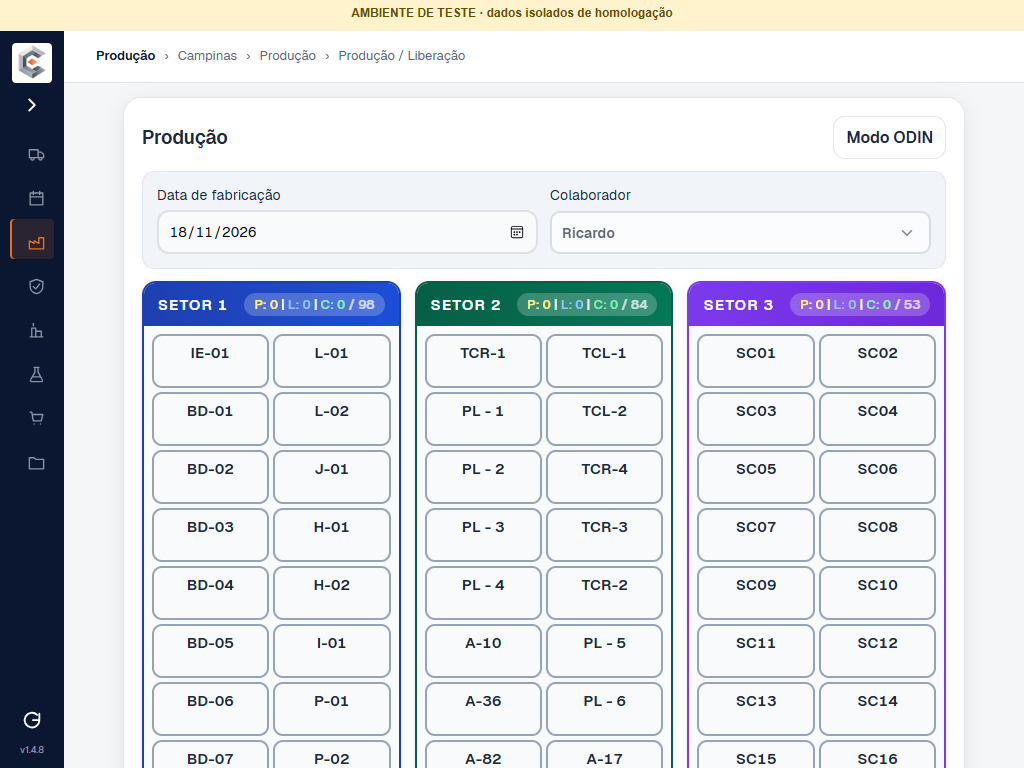 AMBIENTE DE TESTE · dados isolados de homologação
Produção › Campinas › Produção › Produção / Liberação
Produção
Modo ODIN
Data de fabricação
Colaborador
18/11/2026
Ricardo
SETOR 1 P: 0 | L: 0 | C: 0 / 98
SETOR 2 P: 0 | L: 0 | C: 0 / 84
SETOR 3 P: 0 | L: 0 | C: 0 / 53
IE-01 L-01 TCR-1 TCL-1 SC01 SC02
BD-01 L-02 PL - 1 TCL-2 SC03 SC04
BD-02 J-01 PL - 2 TCR-4 SC05 SC06
BD-03 H-01 PL - 3 TCR-3 SC07 SC08
BD-04 H-02 PL - 4 TCR-2 SC09 SC10
BD-05 I-01 A-10 PL - 5 SC11 SC12
BD-06 P-01 A-36 PL - 6 SC13 SC14
BD-07 P-02 A-82 A-17 SC15 SC16
v1.4.8